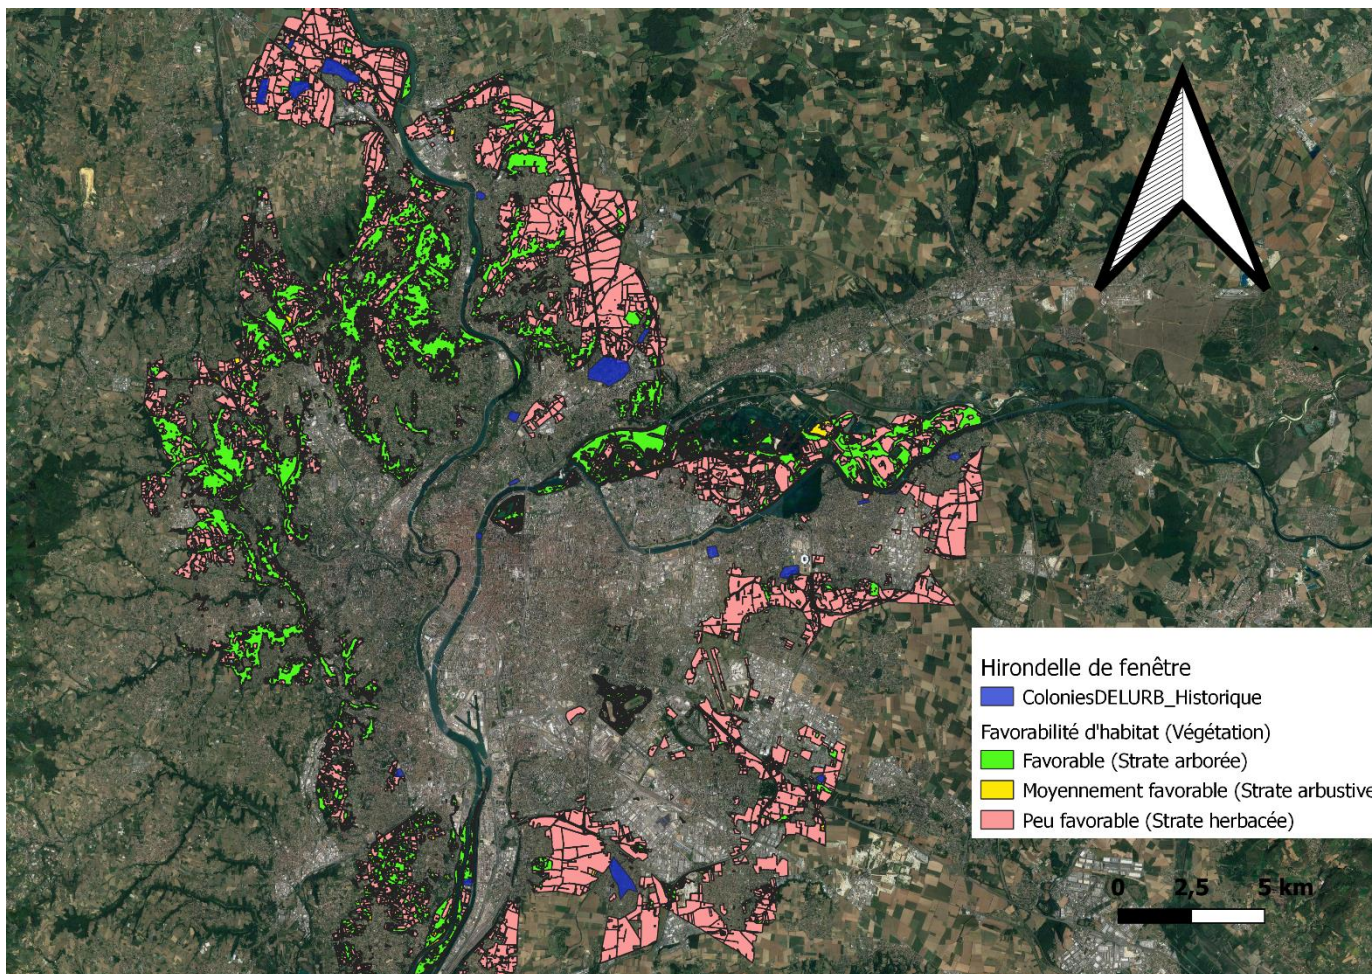 Hirondelle de fenêtre
ColoniesDELURB_Historique
Favorabilité d'habitat (Végétation)
Favorable (Strate arborée)
Moyennement favorable (Strate arbustive
Peu favorable (Strate herbacée)
0 2,5 5 km